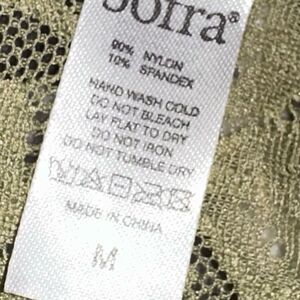 Sofra®
90% NYLON
10% SPANDEX
HAND WASH COLD
DO NOT BLEACH
LAY FLAT TO DRY
DO NOT IRON
DO NOT TUMBLE DRY
MADE IN CHINA
M